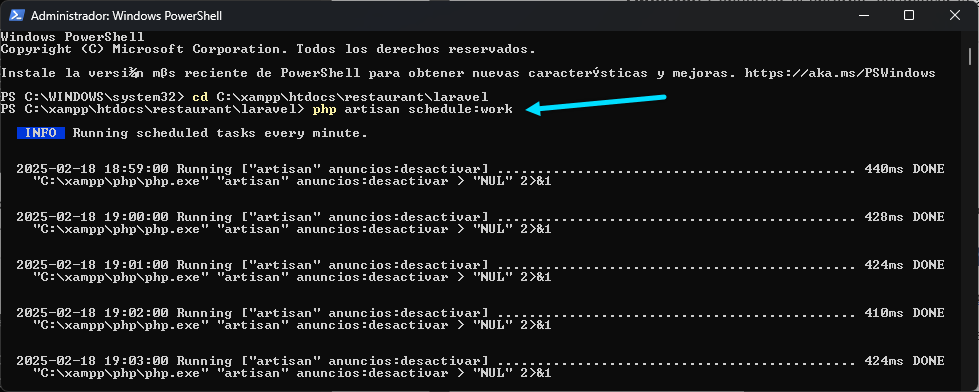 Administrador: Windows PowerShell
Windows PowerShell
Copyright (C) Microsoft Corporation. Todos los derechos reservados.
Instale la versi¾n mßs reciente de PowerShell para obtener nuevas caracterÝsticas y mejoras. https://aka.ms/PSWindows
PS C:\WINDOWS\system32> cd C:\xampp\htdocs\restaurant\laravel
PS C:\xampp\htdocs\restaurant\laravel> php artisan schedule:work
INFO Running scheduled tasks every minute.
2025-02-18 18:59:00 Running ["artisan" anuncios:desactivar] ............................................. 440ms DONE
"C:\xampp\php\php.exe" "artisan" anuncios:desactivar > "NUL" 2>&1
2025-02-18 19:00:00 Running ["artisan" anuncios:desactivar] ............................................. 428ms DONE
"C:\xampp\php\php.exe" "artisan" anuncios:desactivar > "NUL" 2>&1
2025-02-18 19:01:00 Running ["artisan" anuncios:desactivar] ............................................. 424ms DONE
"C:\xampp\php\php.exe" "artisan" anuncios:desactivar > "NUL" 2>&1
2025-02-18 19:02:00 Running ["artisan" anuncios:desactivar] ............................................. 410ms DONE
"C:\xampp\php\php.exe" "artisan" anuncios:desactivar > "NUL" 2>&1
2025-02-18 19:03:00 Running ["artisan" anuncios:desactivar] ............................................. 424ms DONE
"C:\xampp\php\php.exe" "artisan" anuncios:desactivar > "NUL" 2>&1